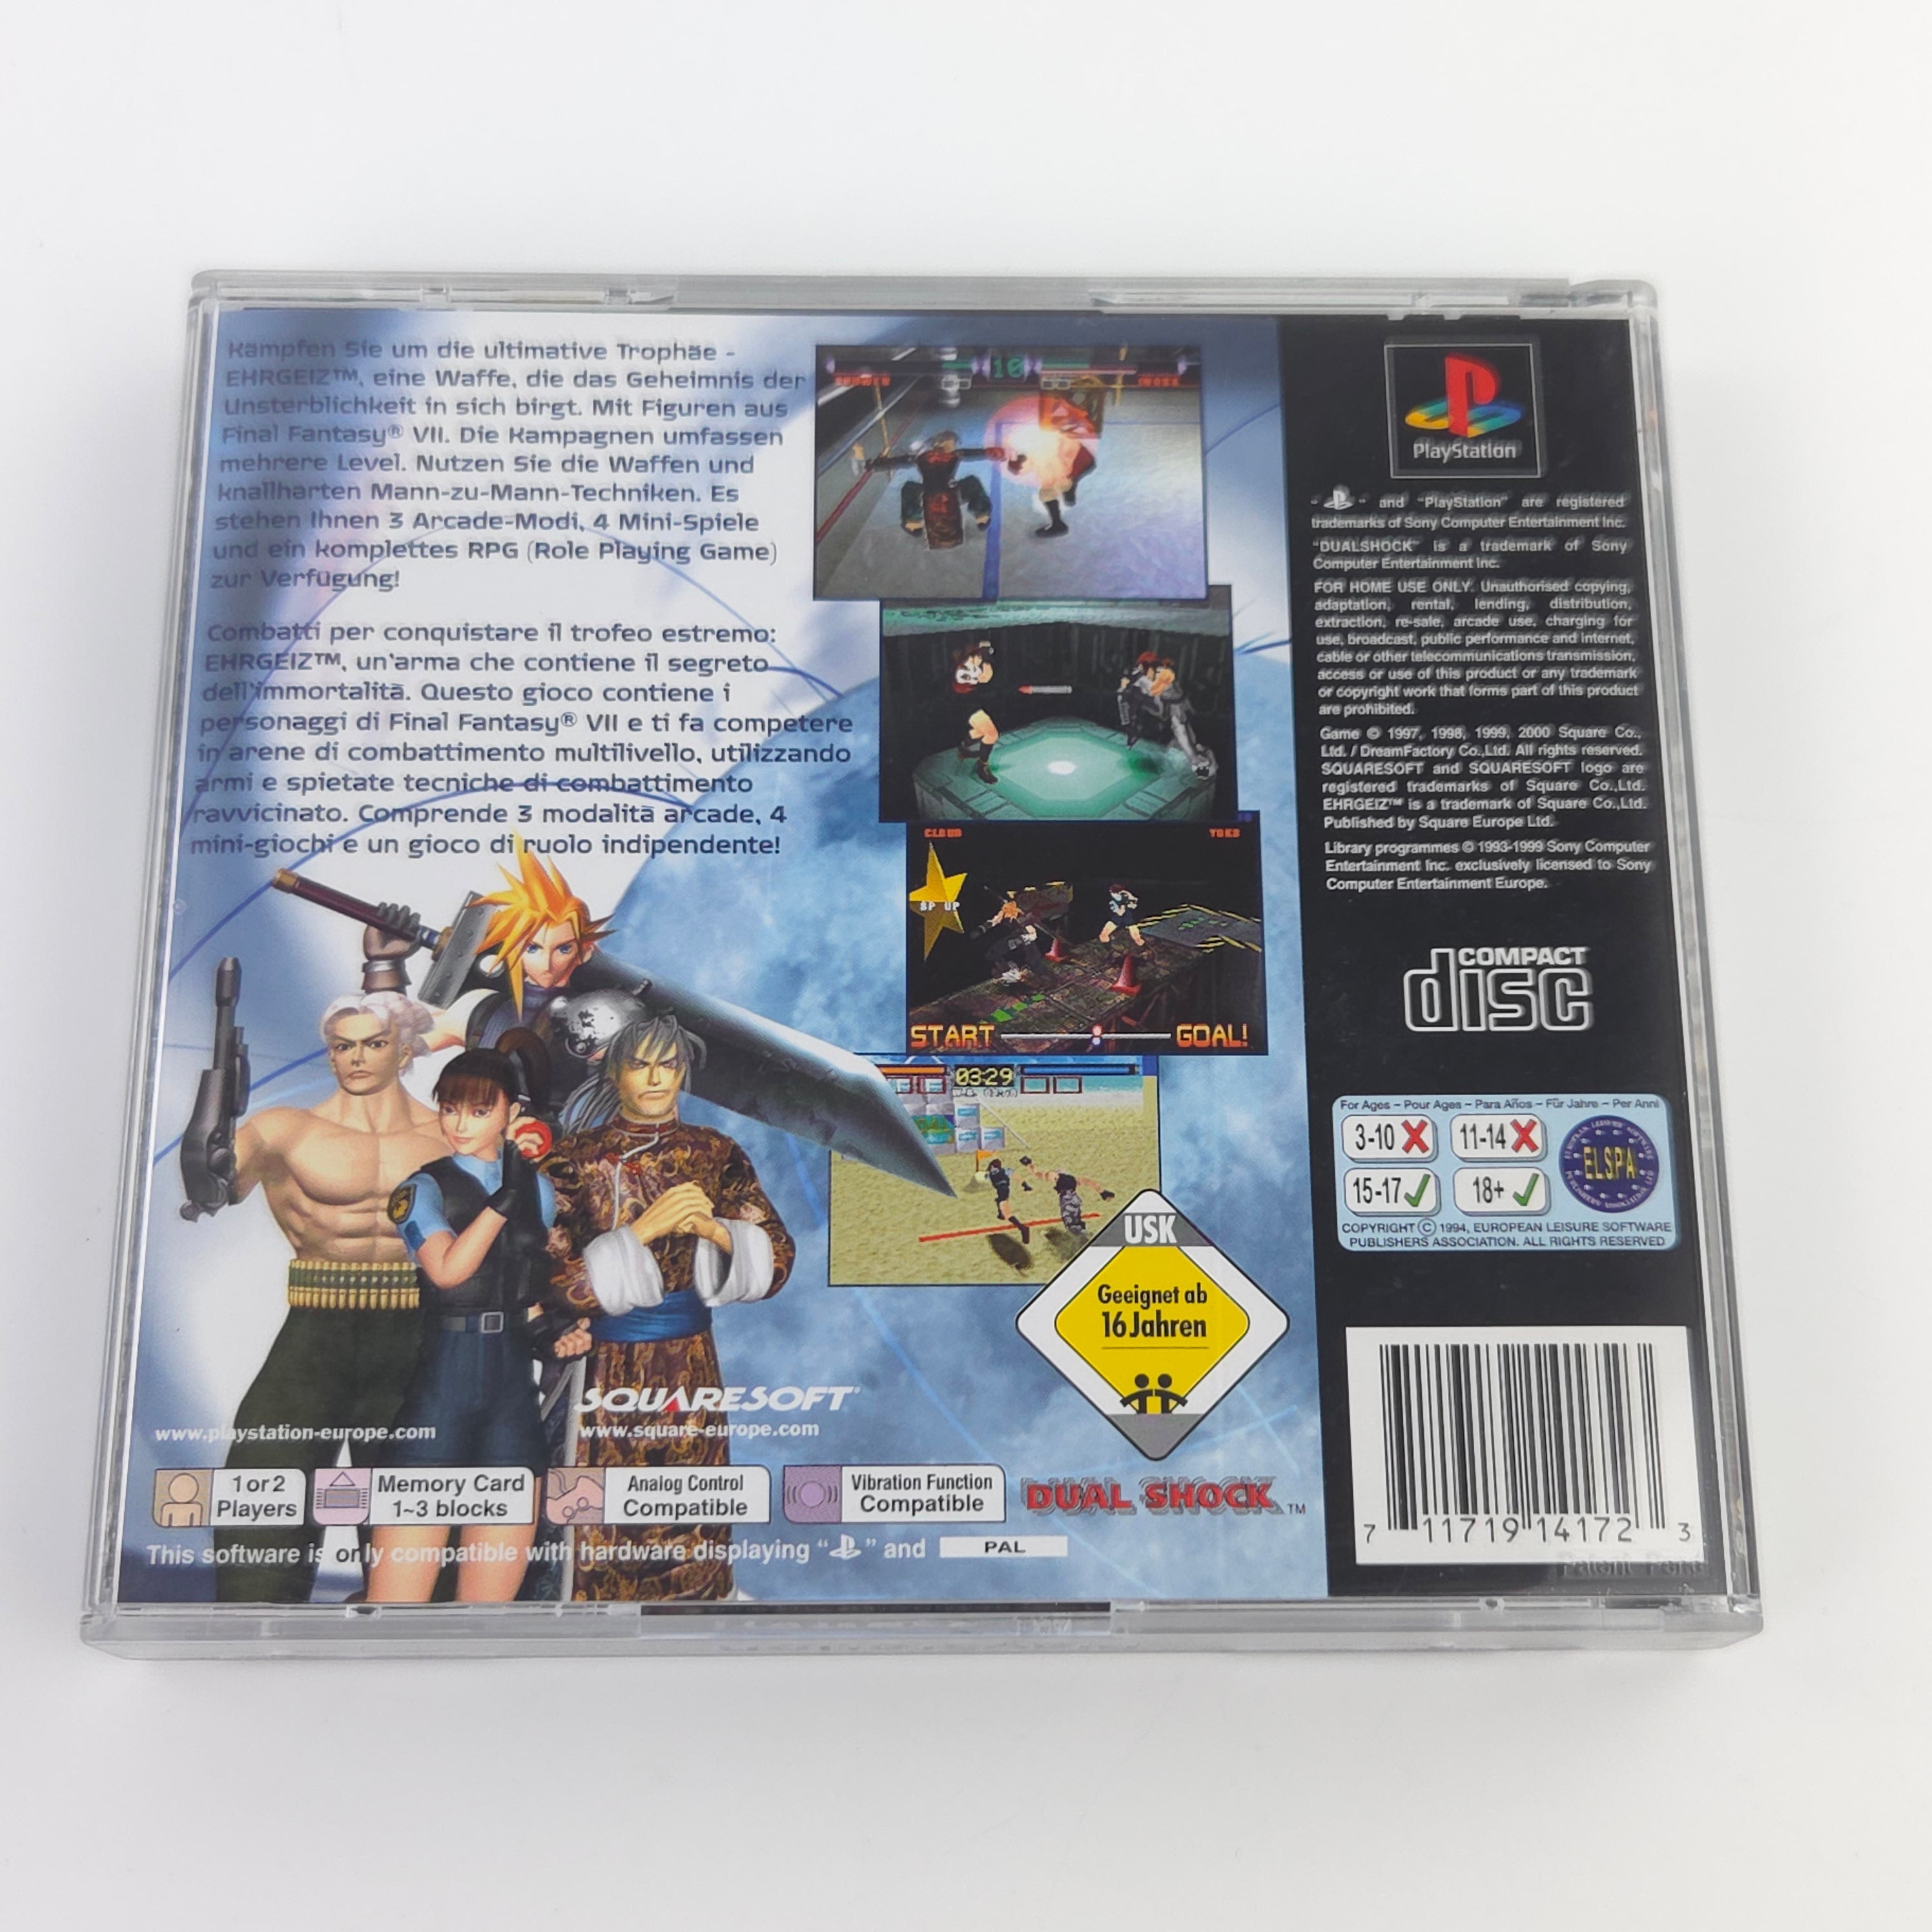 Kämpfen Sie um die ultimative Trophäe -
EHRGEIZ™, eine Waffe, die das Geheimnis der
Unsterblichkeit in sich birgt. Mit Figuren aus
Final Fantasy® VII. Die Kampagnen umfassen
mehrere Level. Nutzen Sie die Waffen und
knallharten Mann-zu-Mann-Techniken. Es
stehen Ihnen 3 Arcade-Modi, 4 Mini-Spiele
und ein komplettes RPG (Role Playing Game)
zur Verfügung!
Combatti per conquistare il trofeo estremo:
EHRGEIZ™, un'arma che contiene il segreto
dell'immortalità. Questo gioco contiene i
personaggi di Final Fantasy® VII e ti fa competere
in arene di combattimento multilivello, utilizzando
armi e spietate tecniche di combattimento
ravvicinato. Comprende 3 modalità arcade, 4
mini-giochi e un gioco di ruolo indipendente!
16
CLOUD
YOKO
SP UP
START
GOAL!
03:29
USK
Geeignet ab
16 Jahren
SQUARESOFT
www.playstation-europe.com
www.square-europe.com
1 or 2
Players
Memory Card
1~3 blocks
Analog Control
Compatible
Vibration Function
Compatible
DUAL SHOCK™
This software is only compatible with hardware displaying " " and PAL
PlayStation
" " and "PlayStation" are registered
trademarks of Sony Computer Entertainment Inc.
"DUALSHOCK" is a trademark of Sony
Computer Entertainment Inc.
FOR HOME USE ONLY. Unauthorised copying,
adaptation, rental, lending, distribution,
extraction, re-sale, arcade use, charging for
use, broadcast, public performance and internet,
cable or other telecommunications transmission,
access or use of this product or any trademark
or copyright work that forms part of this product
are prohibited.
Game © 1997, 1998, 1999, 2000 Square Co.,
Ltd. / DreamFactory Co.,Ltd. All rights reserved.
SQUARESOFT and SQUARESOFT logo are
registered trademarks of Square Co.,Ltd.
EHRGEIZ™ is a trademark of Square Co.,Ltd.
Published by Square Europe Ltd.
Library programmes © 1993-1999 Sony Computer
Entertainment Inc. exclusively licensed to Sony
Computer Entertainment Europe.
COMPACT
disc
For Ages - Pour Ages - Para Años - Für Jahre - Per Anni
3-10
11-14
15-17
18+
ELSPA
COPYRIGHT © 1994, EUROPEAN LEISURE SOFTWARE
PUBLISHERS ASSOCIATION. ALL RIGHTS RESERVED
7 11719 14172 3